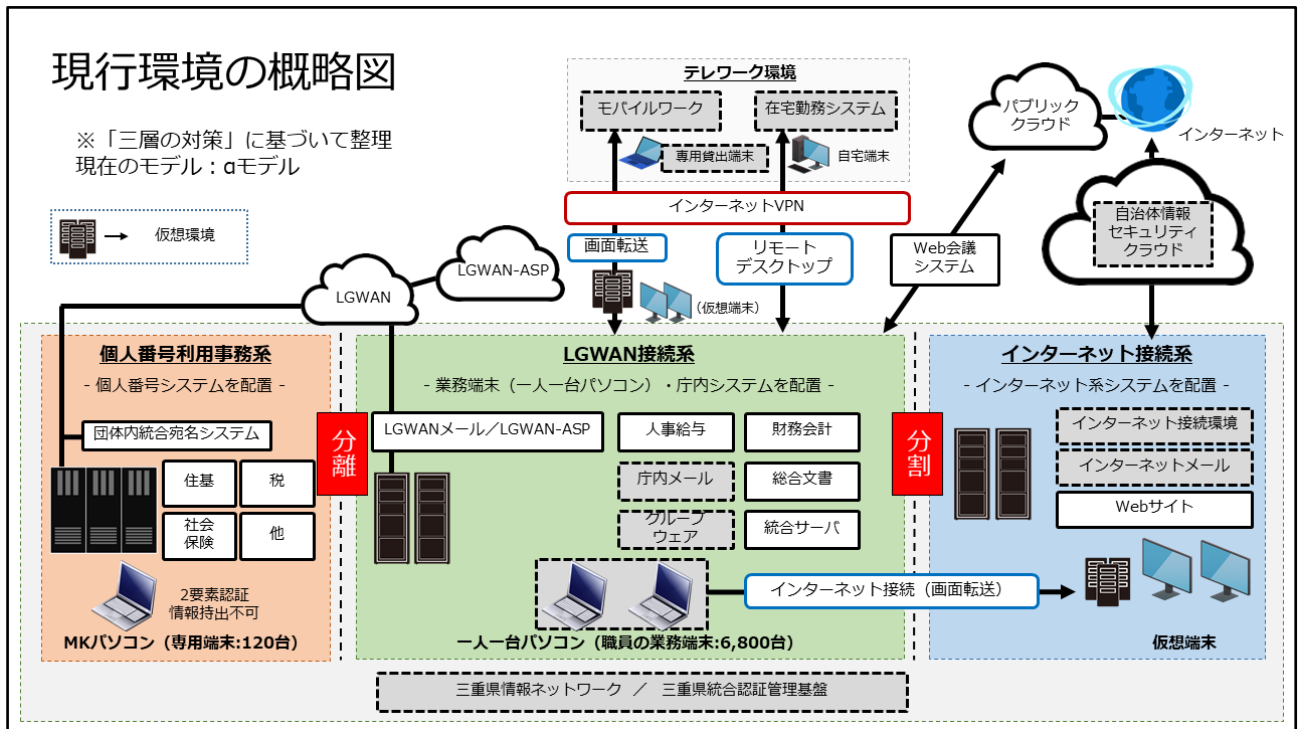 現行環境の概略図
※「三層の対策」に基づいて整理
現在のモデル：αモデル
仮想環境
テレワーク環境
モバイルワーク
在宅勤務システム
専用貸出端末
自宅端末
インターネットVPN
画面転送
リモート
デスクトップ
（仮想端末）
Web会議
システム
パブリック
クラウド
インターネット
自治体情報
セキュリティ
クラウド
LGWAN-ASP
LGWAN
個人番号利用事務系
- 個人番号システムを配置 -
団体内統合宛名システム
住基
税
社会
保険
他
2要素認証
情報持出不可
MKパソコン（専用端末:120台）
分離
LGWAN接続系
- 業務端末（一人一台パソコン）・庁内システムを配置 -
LGWANメール／LGWAN-ASP
人事給与
財務会計
庁内メール
総合文書
グループ
ウェア
統合サーバ
一人一台パソコン（職員の業務端末:6,800台）
分割
インターネット接続（画面転送）
インターネット接続系
- インターネット系システムを配置 -
インターネット接続環境
インターネットメール
Webサイト
仮想端末
三重県情報ネットワーク ／ 三重県統合認証管理基盤